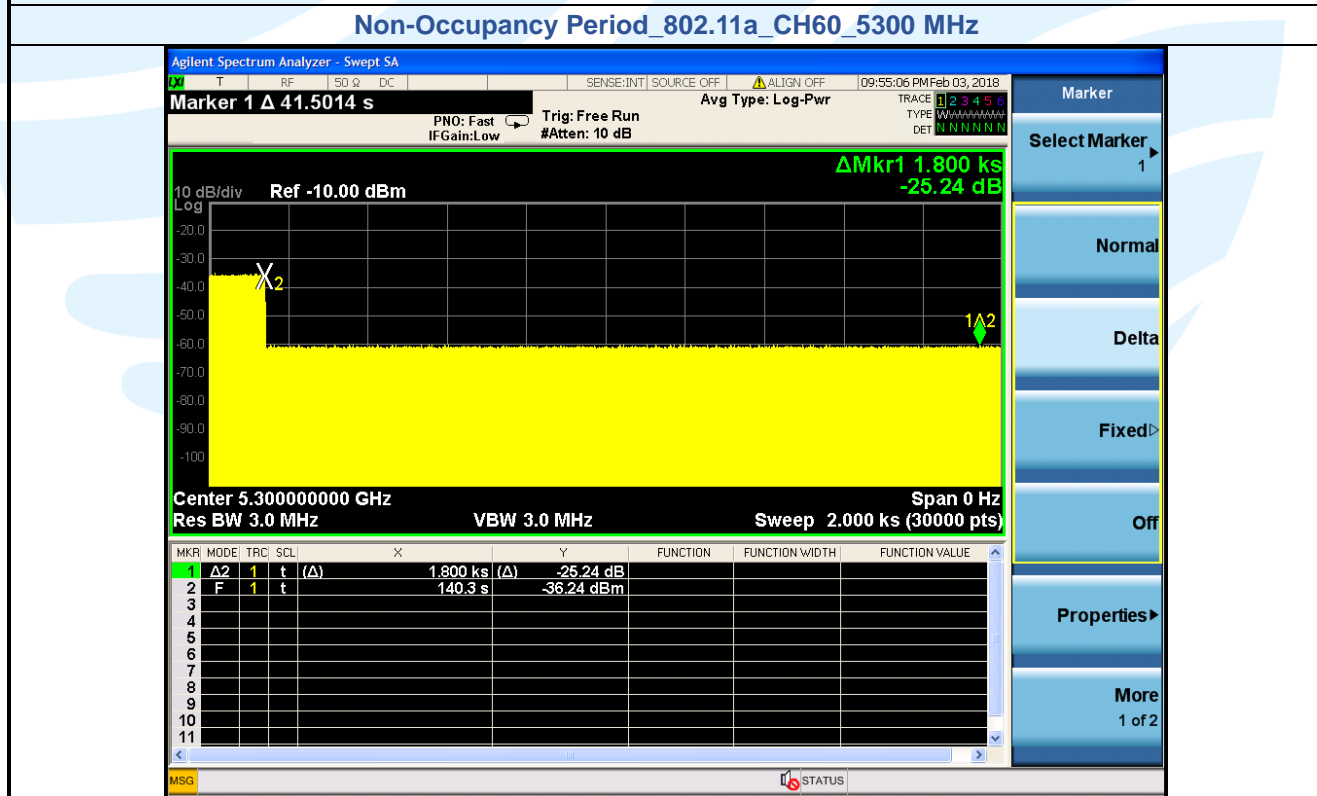 Non-Occupancy Period_802.11a_CH60_5300 MHz
Agilent Spectrum Analyzer - Swept SA
LXI T RF 50 Ω DC SENSE:INT SOURCE OFF ALIGN OFF 09:55:06 PM Feb 03, 2018
Marker 1 Δ 41.5014 s
PNO: Fast
IFGain:Low
Trig: Free Run
#Atten: 10 dB
Avg Type: Log-Pwr
TRACE 1 2 3 4 5 6
TYPE
DET N N N N N N
ΔMkr1 1.800 ks
-25.24 dB
10 dB/div Ref -10.00 dBm
Log
-20.0
-30.0
-40.0
-50.0
-60.0
-70.0
-80.0
-90.0
-100
X2
1Δ2
Center 5.300000000 GHz Span 0 Hz
Res BW 3.0 MHz VBW 3.0 MHz Sweep 2.000 ks (30000 pts)
MKR MODE TRC SCL X Y FUNCTION FUNCTION WIDTH FUNCTION VALUE
1 Δ2 1 t (Δ) 1.800 ks (Δ) -25.24 dB
2 F 1 t 140.3 s -36.24 dBm
3
4
5
6
7
8
9
10
11
MSG STATUS
Marker
Select Marker
1
Normal
Delta
Fixed
Off
Properties
More
1 of 2